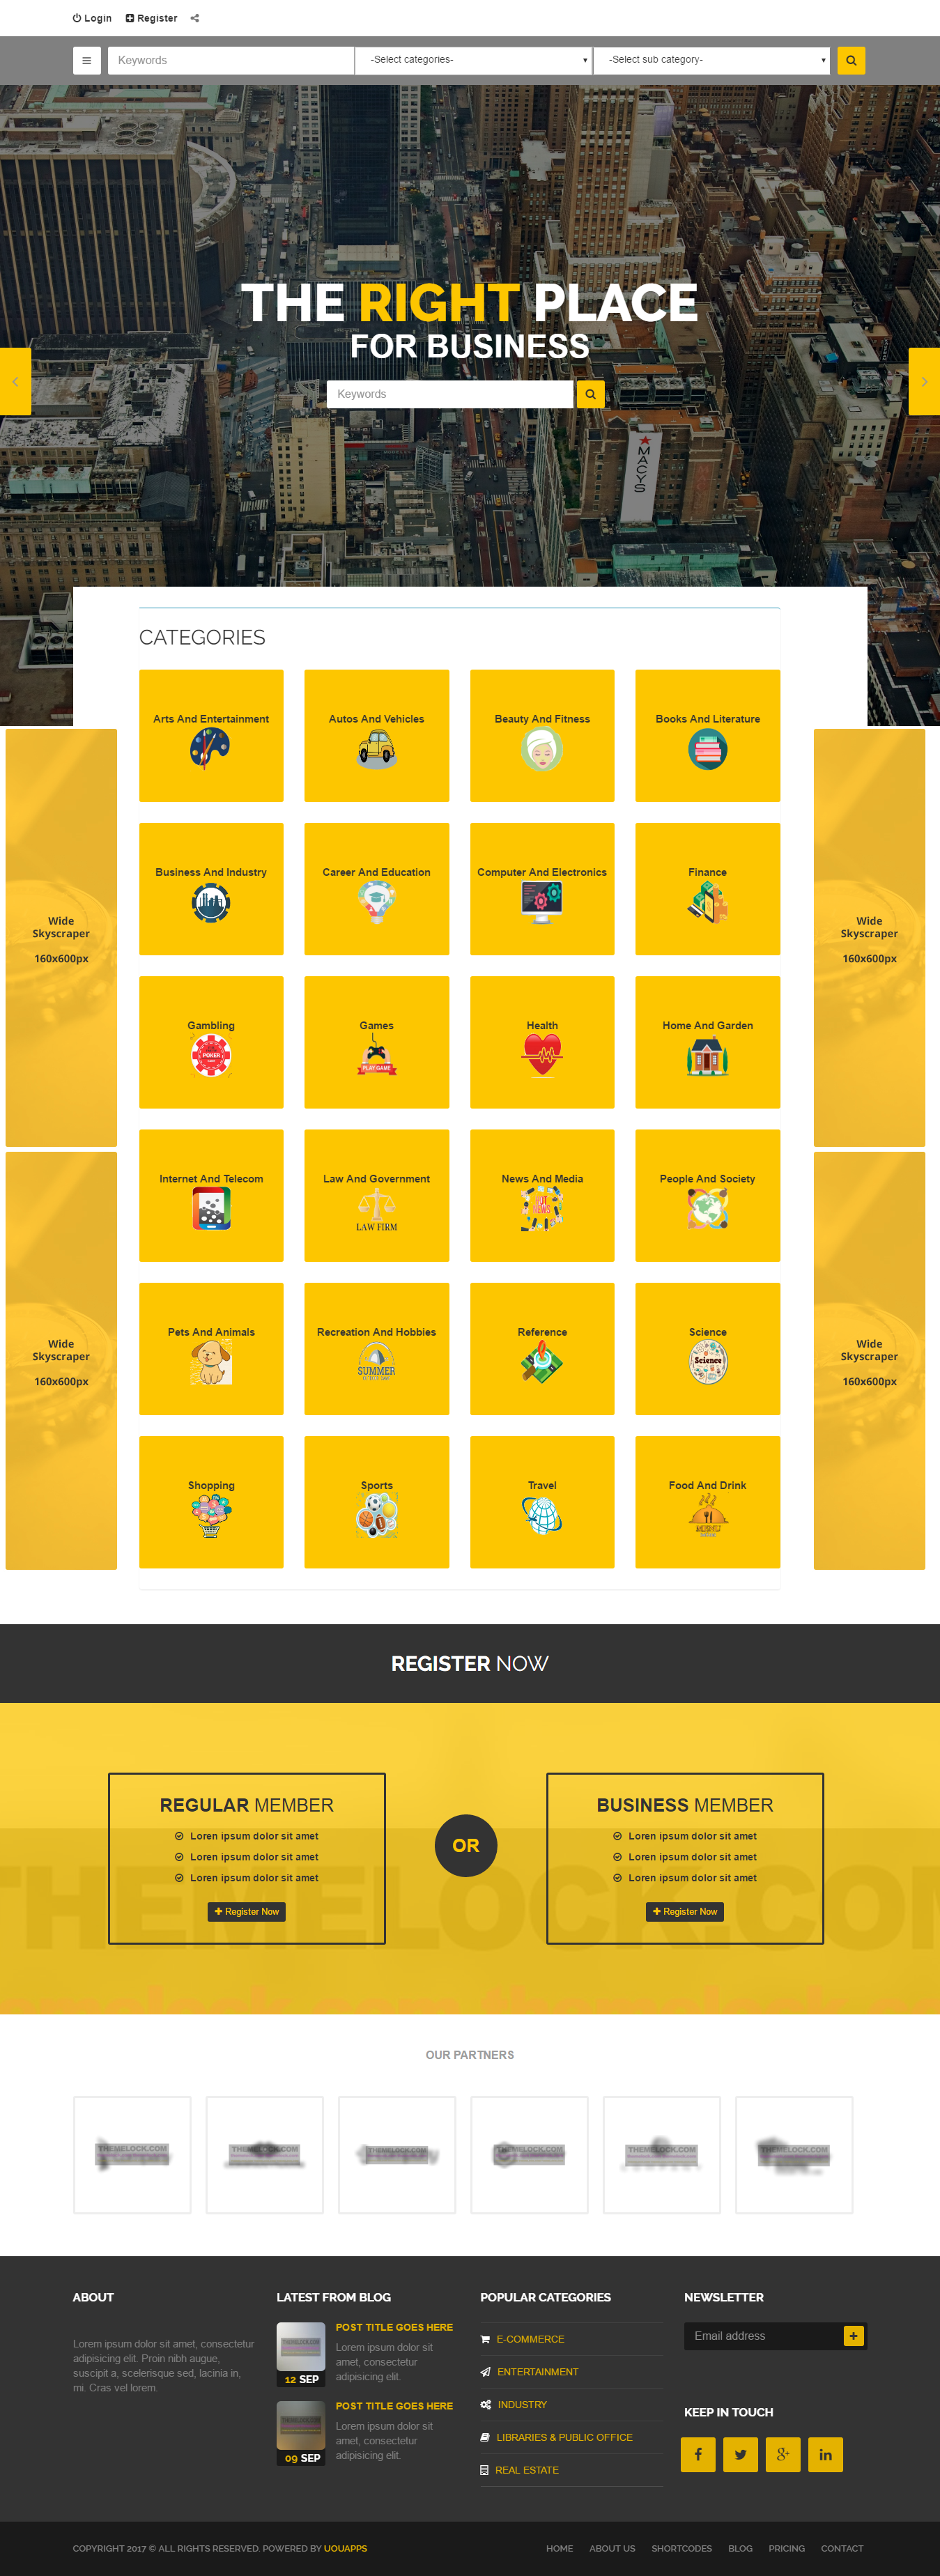 Login
Register
Keywords
-Select categories-
-Select sub category-
THE RIGHT PLACE
FOR BUSINESS
Keywords
MACYS
CATEGORIES
Arts And Entertainment
Autos And Vehicles
Beauty And Fitness
Books And Literature
Business And Industry
Career And Education
Computer And Electronics
Finance
Wide
Skyscraper
160x600px
Wide
Skyscraper
160x600px
Gambling
Games
Health
Home And Garden
POKER
PLAY GAME
Internet And Telecom
Law And Government
News And Media
People And Society
LAW FIRM
HOT
NEWS
Pets And Animals
Recreation And Hobbies
Reference
Science
SUMMER
Science
Wide
Skyscraper
160x600px
Wide
Skyscraper
160x600px
Shopping
Sports
Travel
Food And Drink
MENU
REGISTER NOW
REGULAR MEMBER
Loren ipsum dolor sit amet
Loren ipsum dolor sit amet
Loren ipsum dolor sit amet
Register Now
OR
BUSINESS MEMBER
Loren ipsum dolor sit amet
Loren ipsum dolor sit amet
Loren ipsum dolor sit amet
Register Now
THEMELOCK.COM
OUR PARTNERS
THEMELOCK.COM
THEMELOCK.COM
THEMELOCK.COM
THEMELOCK.COM
THEMELOCK.COM
THEMELOCK.COM
ABOUT
Lorem ipsum dolor sit amet, consectetur
adipisicing elit. Proin nibh augue,
suscipit a, scelerisque sed, lacinia in,
mi. Cras vel lorem.
LATEST FROM BLOG
POST TITLE GOES HERE
Lorem ipsum dolor sit
amet, consectetur
adipisicing elit.
12 SEP
POST TITLE GOES HERE
Lorem ipsum dolor sit
amet, consectetur
adipisicing elit.
09 SEP
POPULAR CATEGORIES
E-COMMERCE
ENTERTAINMENT
INDUSTRY
LIBRARIES & PUBLIC OFFICE
REAL ESTATE
NEWSLETTER
Email address
KEEP IN TOUCH
COPYRIGHT 2017 © ALL RIGHTS RESERVED. POWERED BY UOUAPPS
HOME
ABOUT US
SHORTCODES
BLOG
PRICING
CONTACT